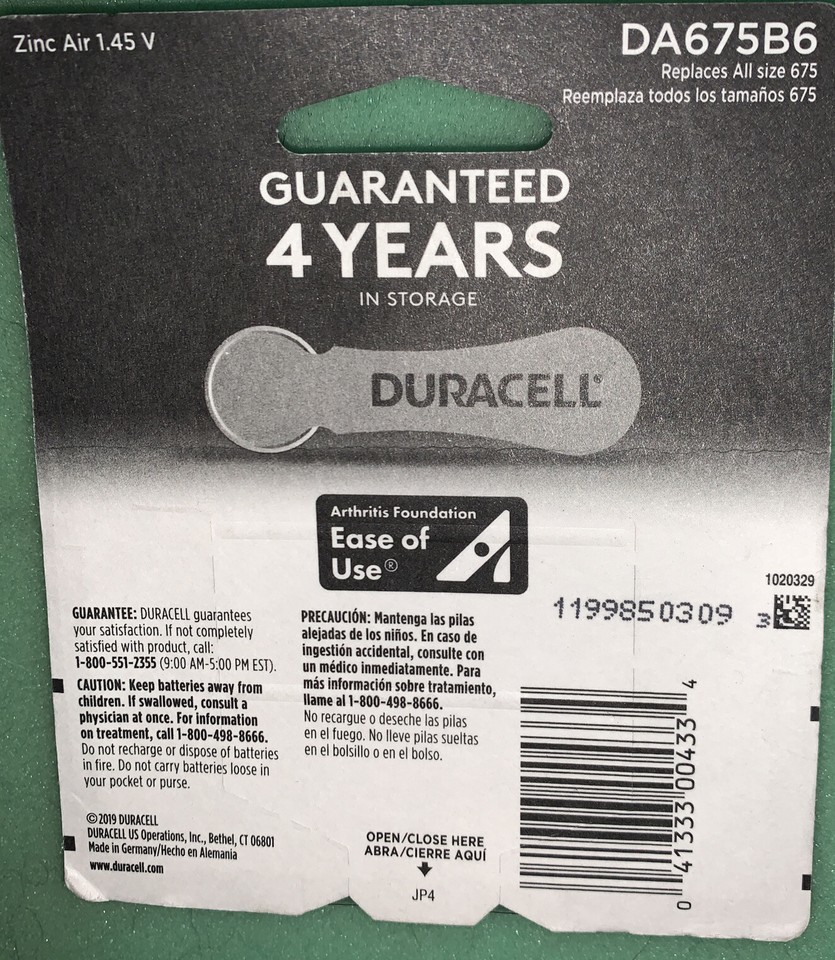 Zinc Air 1.45 V
DA675B6
Replaces All size 675
Reemplaza todos los tamaños 675
GUARANTEED
4 YEARS
IN STORAGE
DURACELL®
Arthritis Foundation
Ease of
Use®
1020329
1199850309
3
GUARANTEE: DURACELL guarantees
your satisfaction. If not completely
satisfied with product, call:
1-800-551-2355 (9:00 AM-5:00 PM EST).
CAUTION: Keep batteries away from
children. If swallowed, consult a
physician at once. For information
on treatment, call 1-800-498-8666.
Do not recharge or dispose of batteries
in fire. Do not carry batteries loose in
your pocket or purse.
©2019 DURACELL
DURACELL US Operations, Inc., Bethel, CT 06801
Made in Germany/Hecho en Alemania
www.duracell.com
PRECAUCIÓN: Mantenga las pilas
alejadas de los niños. En caso de
ingestión accidental, consulte con
un médico inmediatamente. Para
más información sobre tratamiento,
llame al 1-800-498-8666.
No recargue o deseche las pilas
en el fuego. No lleve pilas sueltas
en el bolsillo o en el bolso.
OPEN/CLOSE HERE
ABRA/CIERRE AQUÍ
JP4
0 41333 00433 4